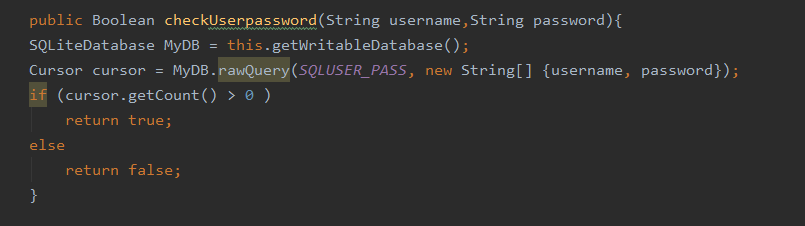 public Boolean checkUserpassword(String username,String password){
SQLiteDatabase MyDB = this.getWritableDatabase();
Cursor cursor = MyDB.rawQuery(SQLUSER_PASS, new String[] {username, password});
if (cursor.getCount() > 0 )
    return true;
else
    return false;
}